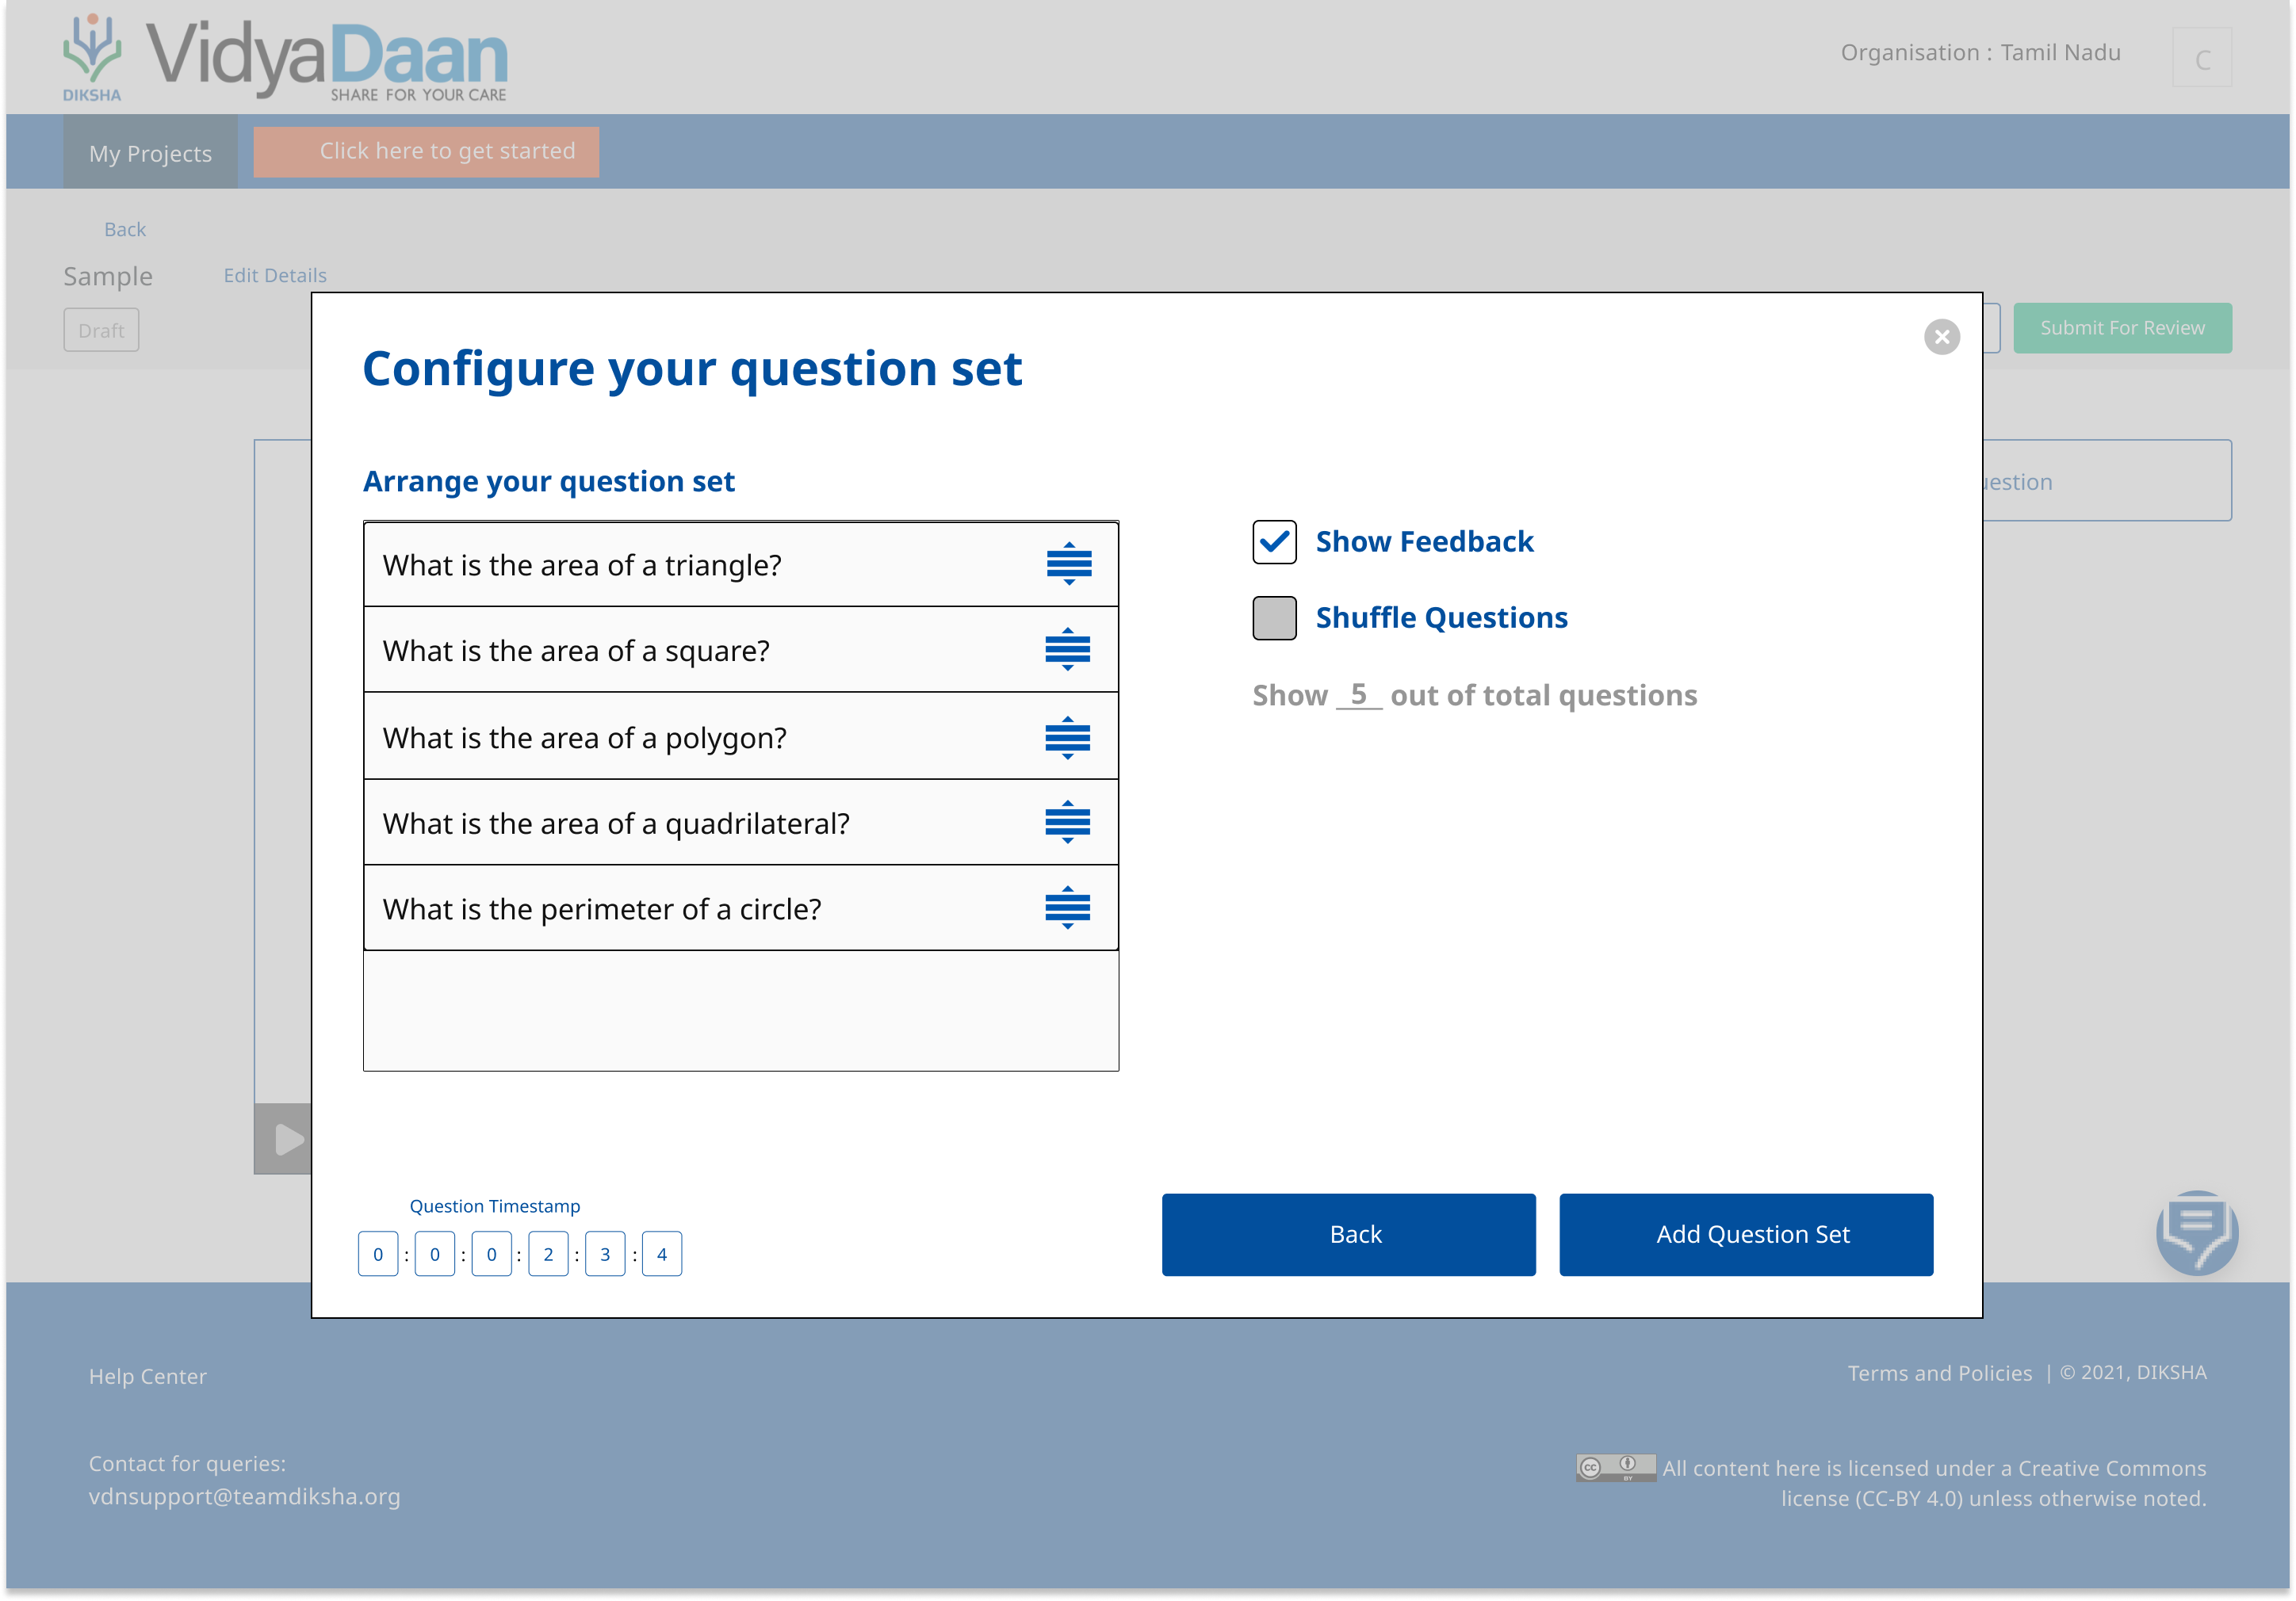 DIKSHA
VidyaDaan
SHARE FOR YOUR CARE
Organisation : Tamil Nadu
C
My Projects
Click here to get started
Back
Sample
Edit Details
Draft
Submit For Review
Configure your question set
Arrange your question set
What is the area of a triangle?
What is the area of a square?
What is the area of a polygon?
What is the area of a quadrilateral?
What is the perimeter of a circle?
Show Feedback
Shuffle Questions
Show 5 out of total questions
Question Timestamp
0 : 0 : 0 : 2 : 3 : 4
Back
Add Question Set
Help Center
Terms and Policies | © 2021, DIKSHA
Contact for queries:
vdnsupport@teamdiksha.org
CC BY All content here is licensed under a Creative Commons
license (CC-BY 4.0) unless otherwise noted.